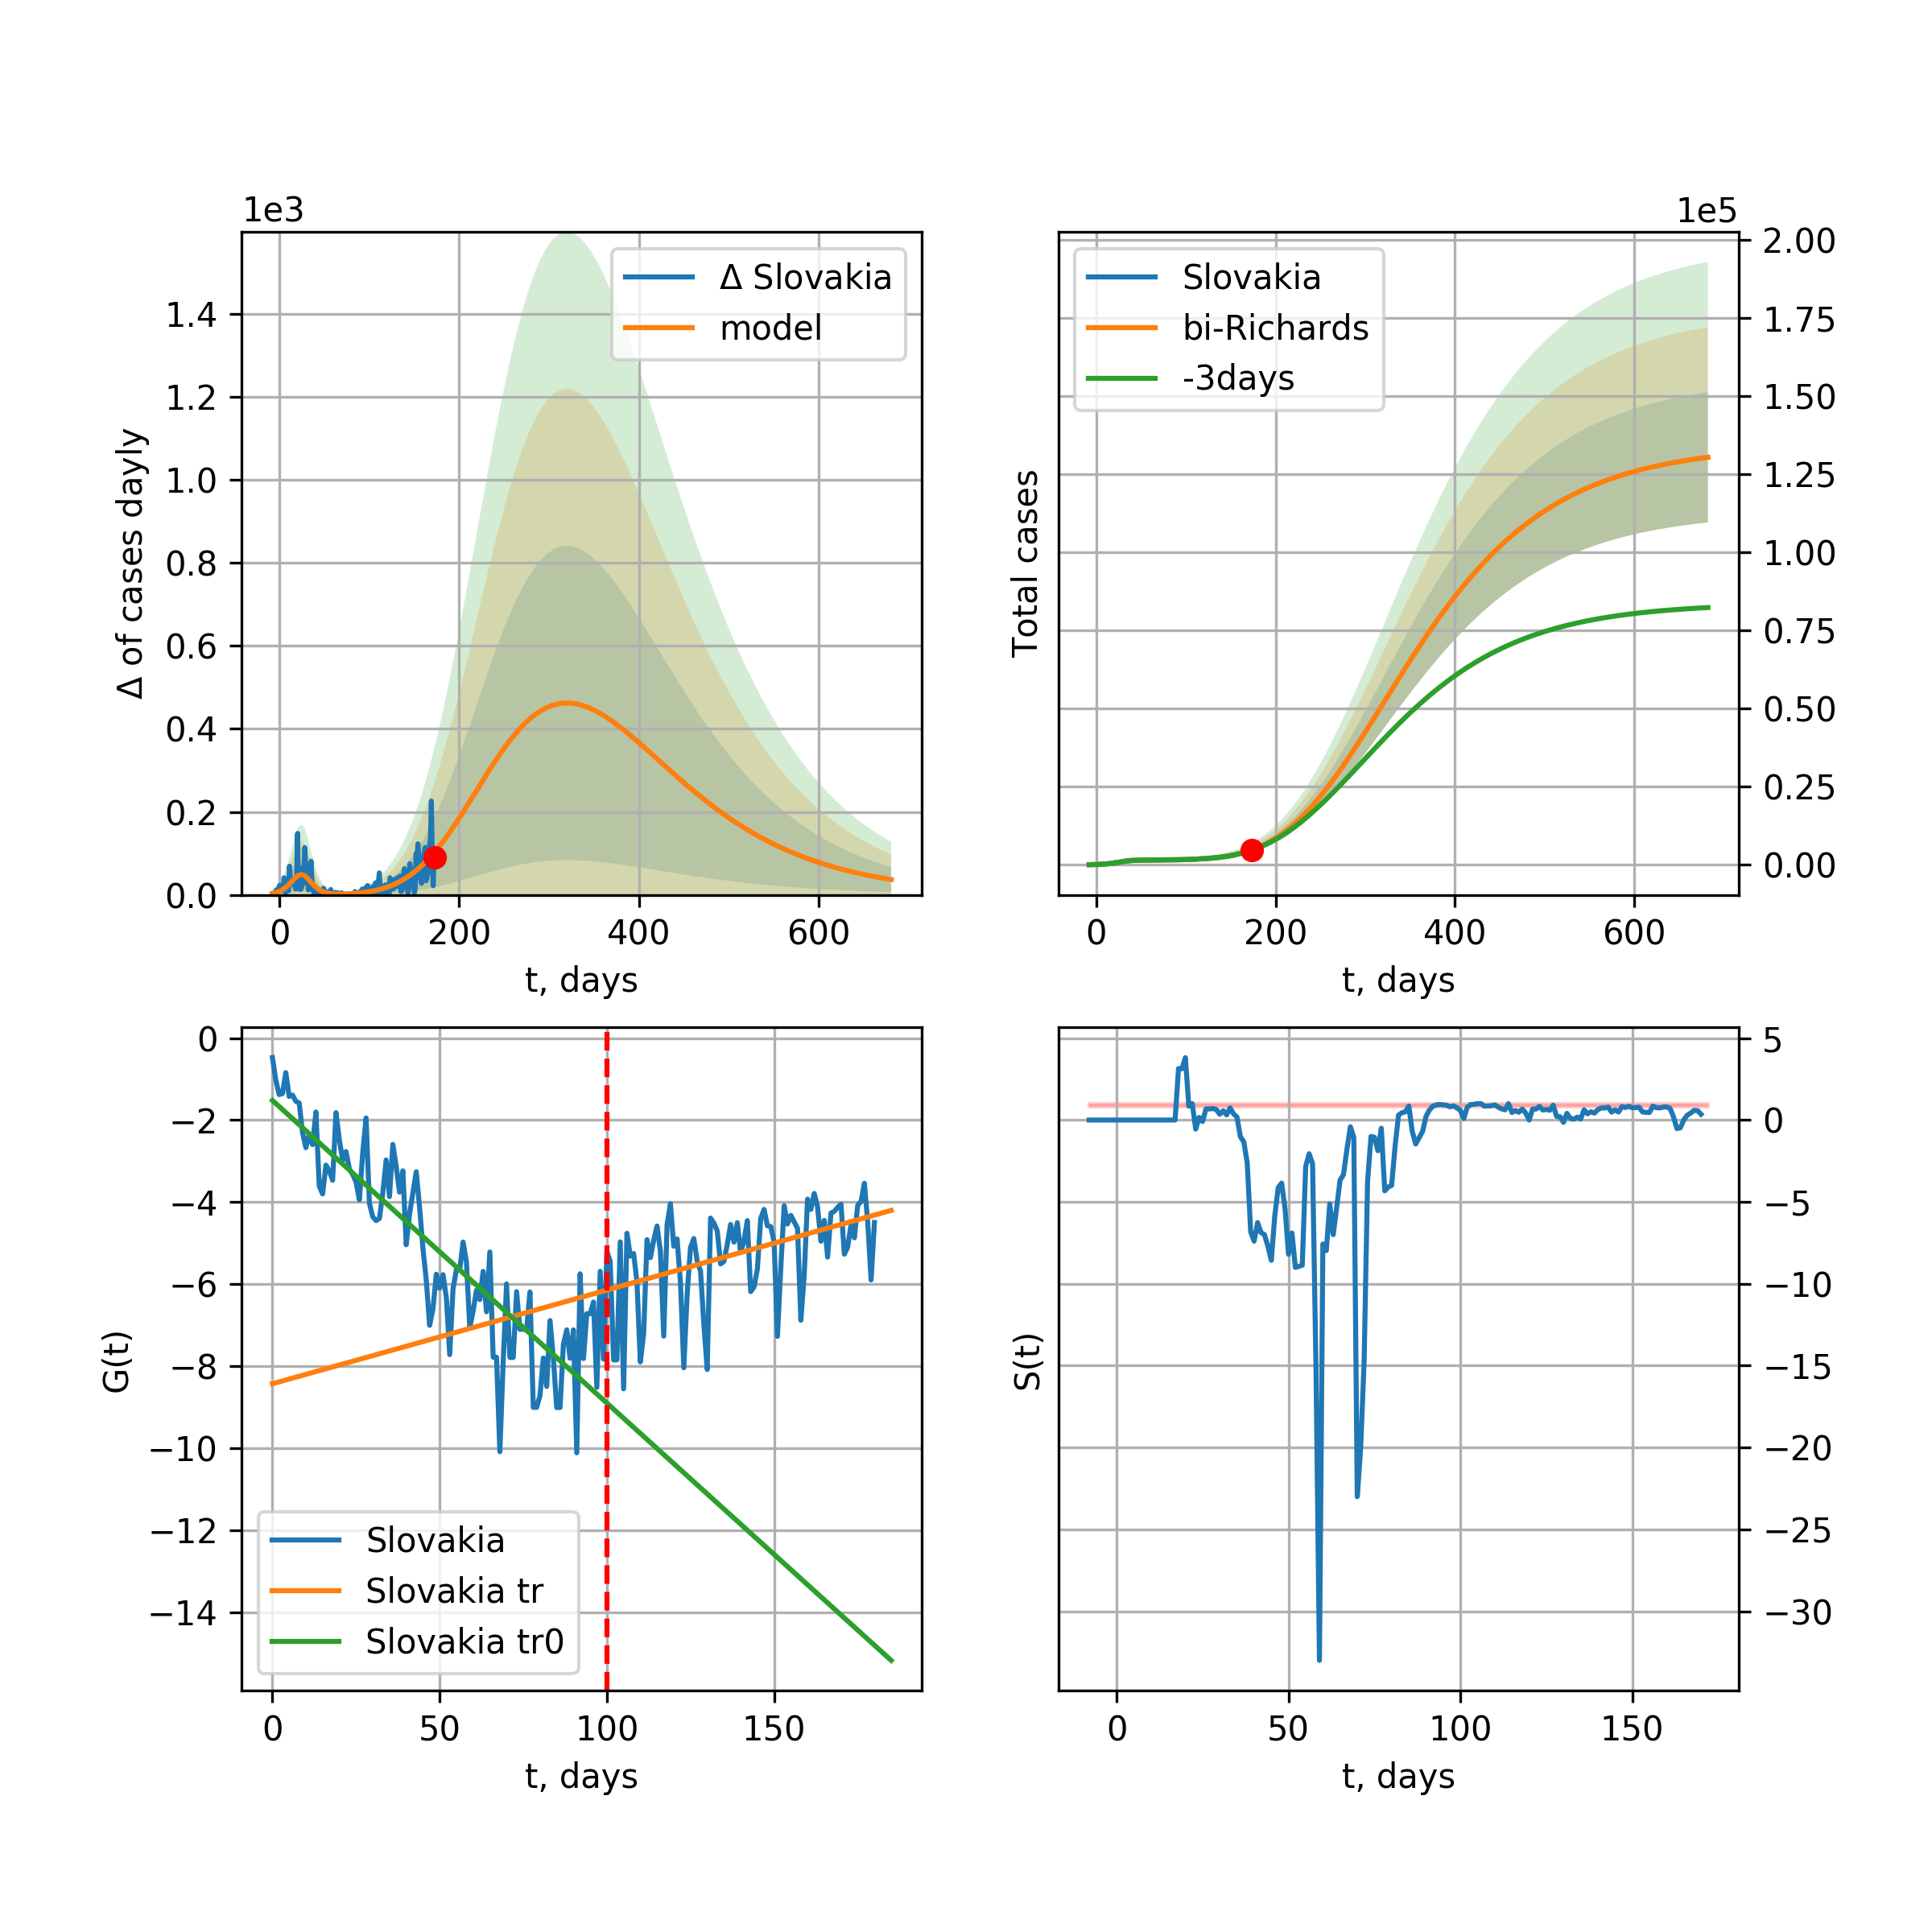 1e3
Δ Slovakia
model
1.4
1.2
1.0
0.8
0.6
0.4
0.2
0.0
Δ of cases dayly
0 200 400 600
t, days
1e5
Slovakia
bi-Richards
-3days
2.00
1.75
1.50
1.25
1.00
0.75
0.50
0.25
0.00
Total cases
0 200 400 600
t, days
0
−2
−4
−6
−8
−10
−12
−14
G(t)
Slovakia
Slovakia tr
Slovakia tr0
0 50 100 150
t, days
5
0
−5
−10
−15
−20
−25
−30
S(t)
0 50 100 150
t, days